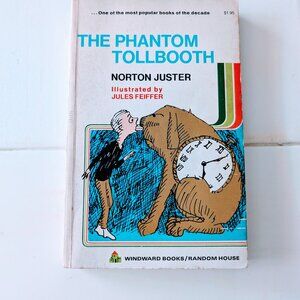 ...One of the most popular books of the decade
$1.95
THE PHANTOM
TOLLBOOTH
NORTON JUSTER
Illustrated by
JULES FEIFFER
WINDWARD BOOKS/RANDOM HOUSE